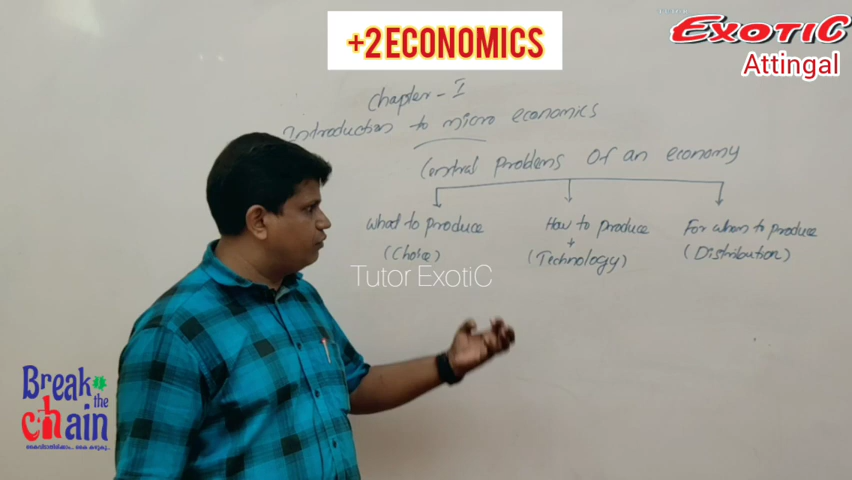 +2 ECONOMICS
EXOTIC
Attingal
Chapter - I
Introduction to micro economics
Central Problems Of an economy
What to produce
How to produce
For whom to produce
(Choice)
(Technology)
(Distribution)
Tutor ExotiC
Break
the
chain